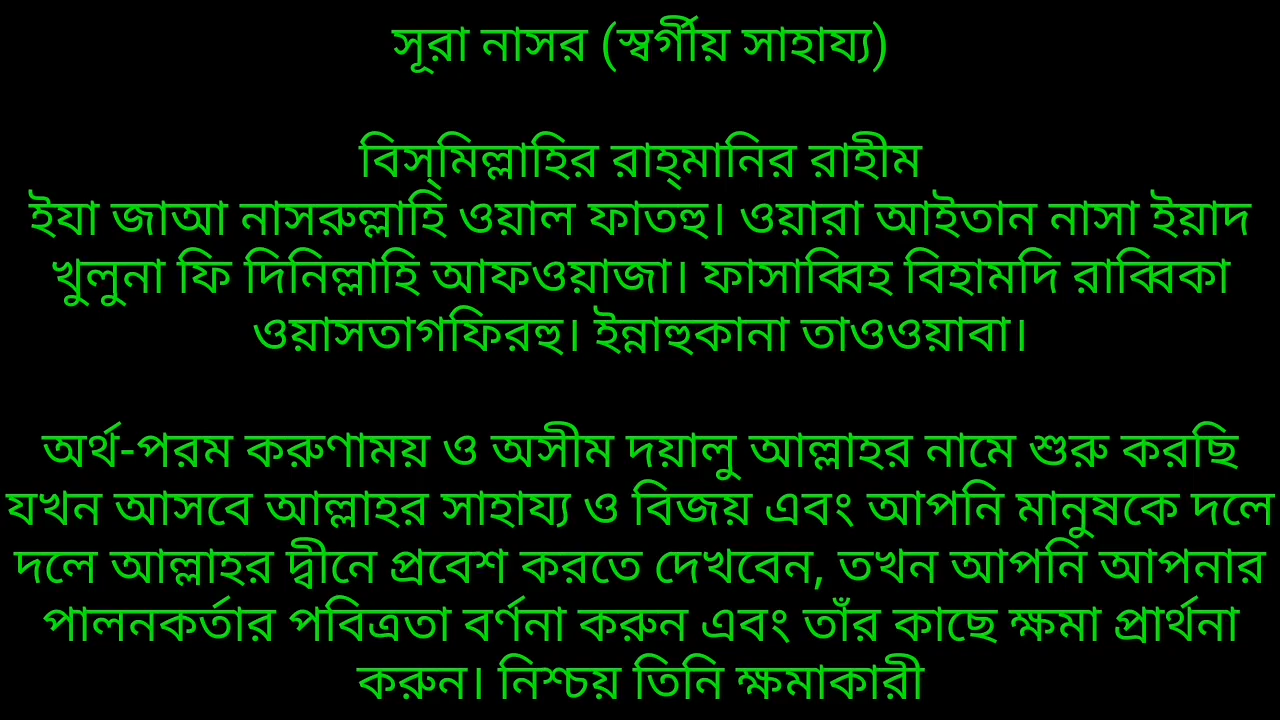 সূরা নাসর (স্বর্গীয় সাহায্য)
বিস্‌মিল্লাহির রাহ্‌মানির রাহীম
ইযা জাআ নাসরুল্লাহি ওয়াল ফাতহু। ওয়ারা আইতান নাসা ইয়াদ
খুলুনা ফি দিনিল্লাহি আফওয়াজা। ফাসাব্বিহ বিহামদি রাব্বিকা
ওয়াসতাগফিরহু। ইন্নাহুকানা তাওওয়াবা।
অর্থ-পরম করুণাময় ও অসীম দয়ালু আল্লাহর নামে শুরু করছি
যখন আসবে আল্লাহর সাহায্য ও বিজয় এবং আপনি মানুষকে দলে
দলে আল্লাহর দ্বীনে প্রবেশ করতে দেখবেন, তখন আপনি আপনার
পালনকর্তার পবিত্রতা বর্ণনা করুন এবং তাঁর কাছে ক্ষমা প্রার্থনা
করুন। নিশ্চয় তিনি ক্ষমাকারী